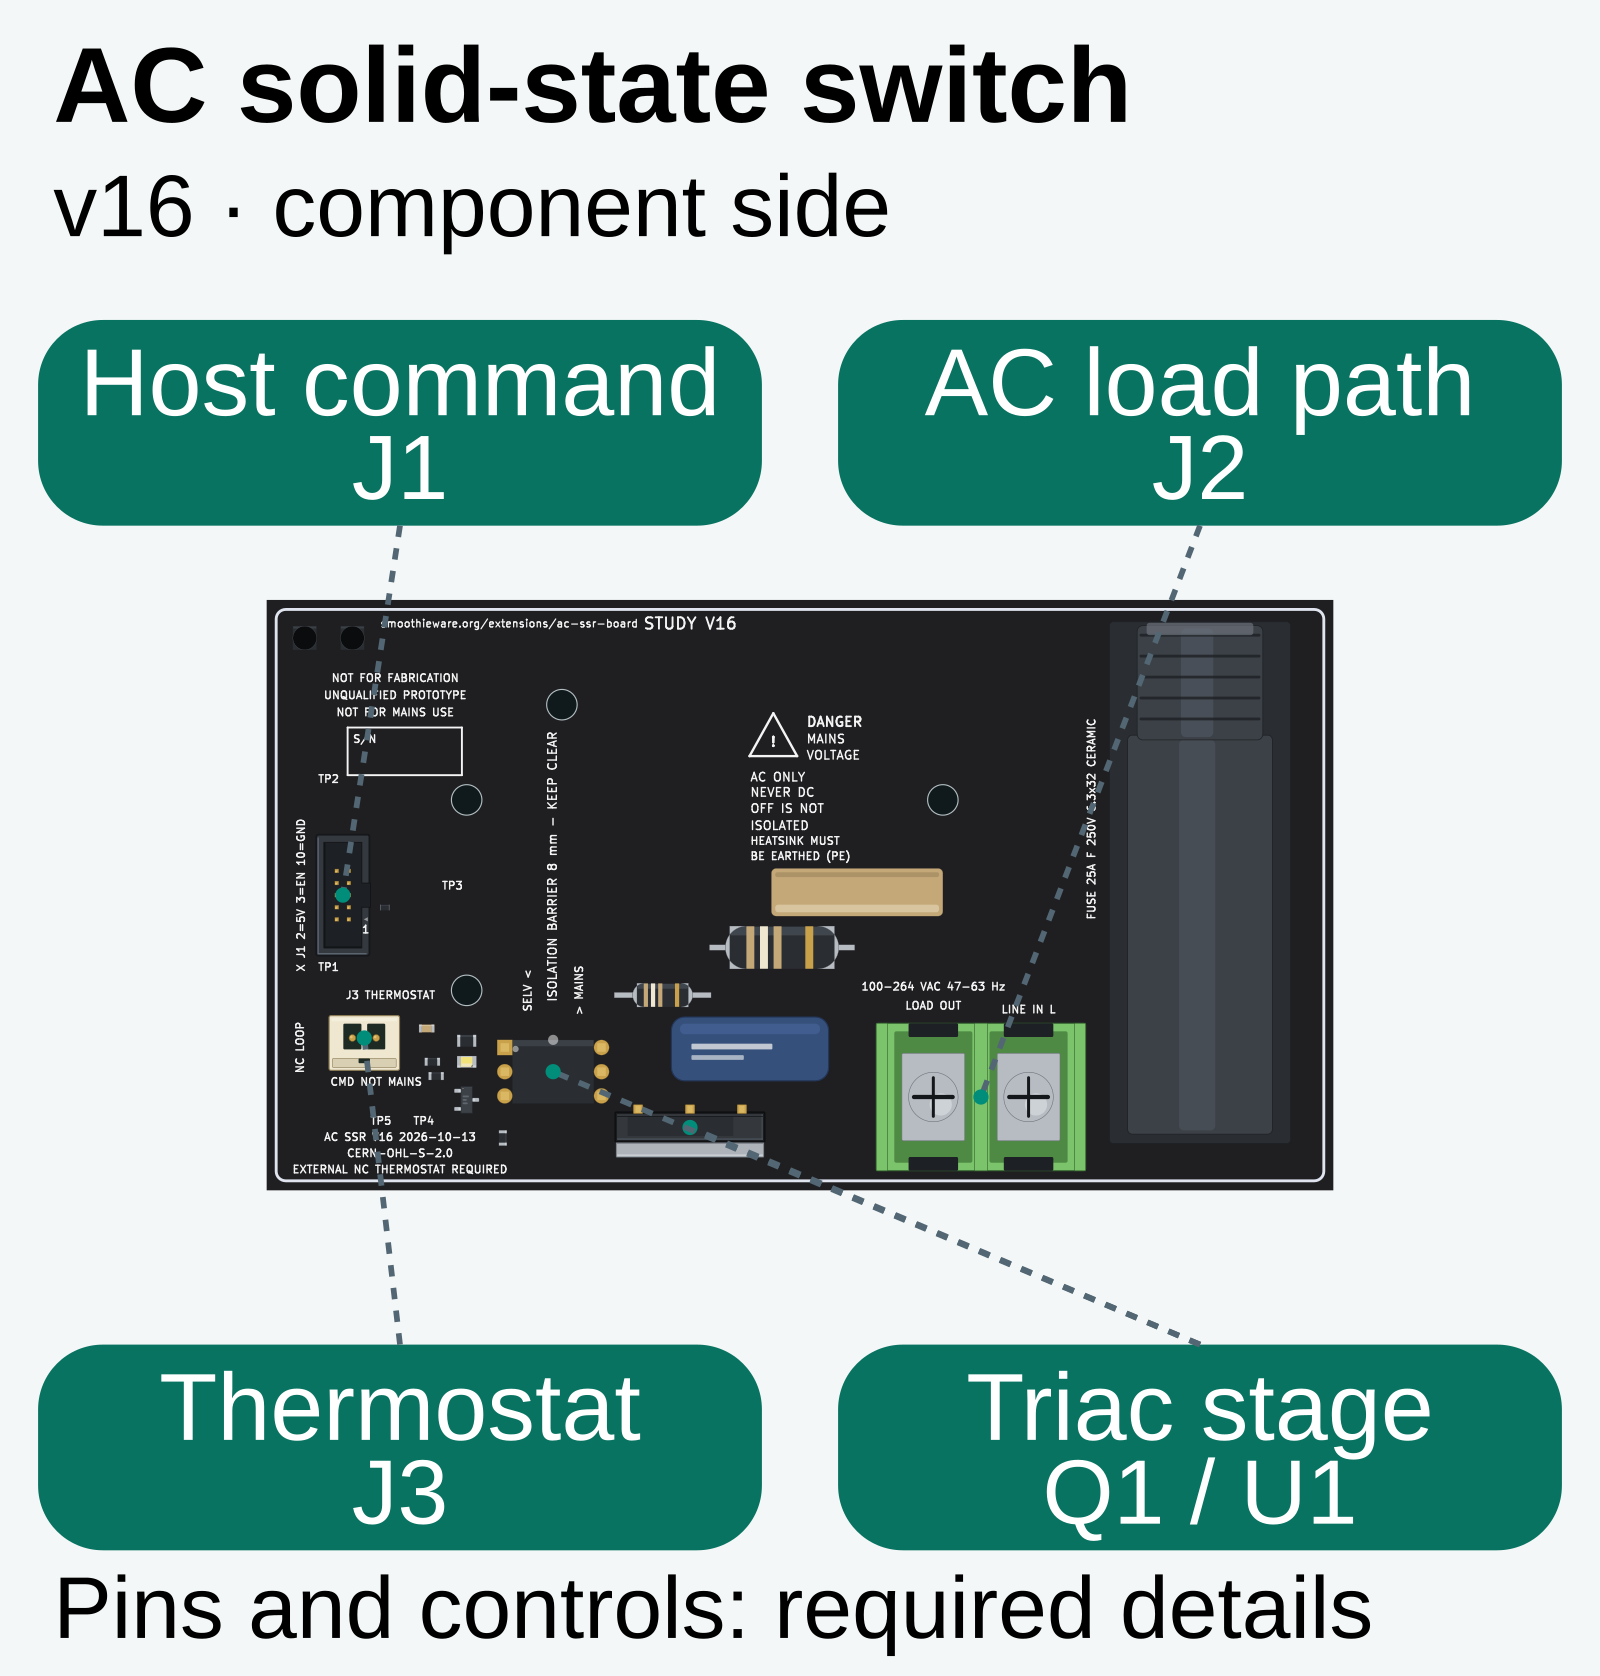 AC solid-state switch
v16 · component side
Host command
J1
AC load path
J2
smoothieware.org/extensions/ac-ssr-board STUDY V16
NOT FOR FABRICATION
UNQUALIFIED PROTOTYPE
NOT FOR MAINS USE
S/N
TP2
X J1 2=5V 3=EN 10=GND
1
TP1
TP3
ISOLATION BARRIER 8 mm - KEEP CLEAR
SELV <
> MAINS
DANGER
MAINS
VOLTAGE
!
AC ONLY
NEVER DC
OFF IS NOT
ISOLATED
HEATSINK MUST
BE EARTHED (PE)
FUSE 25A F 250V 6.3x32 CERAMIC
100-264 VAC 47-63 Hz
LOAD OUT
LINE IN L
J3 THERMOSTAT
NC LOOP
CMD NOT MAINS
TP5 TP4
AC SSR V16 2026-10-13
CERN-OHL-S-2.0
EXTERNAL NC THERMOSTAT REQUIRED
Thermostat
J3
Triac stage
Q1 / U1
Pins and controls: required details